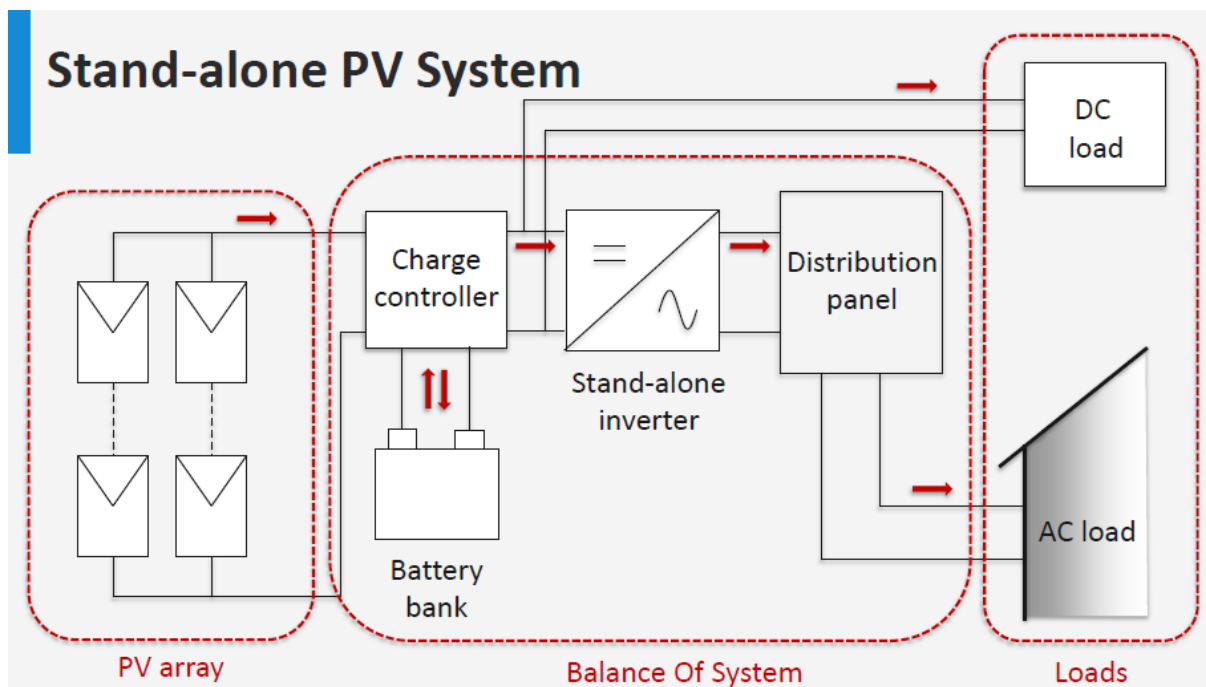 Stand-alone PV System
DC
load
Charge
controller
Distribution
panel
Stand-alone
inverter
AC load
Battery
bank
PV array
Balance Of System
Loads